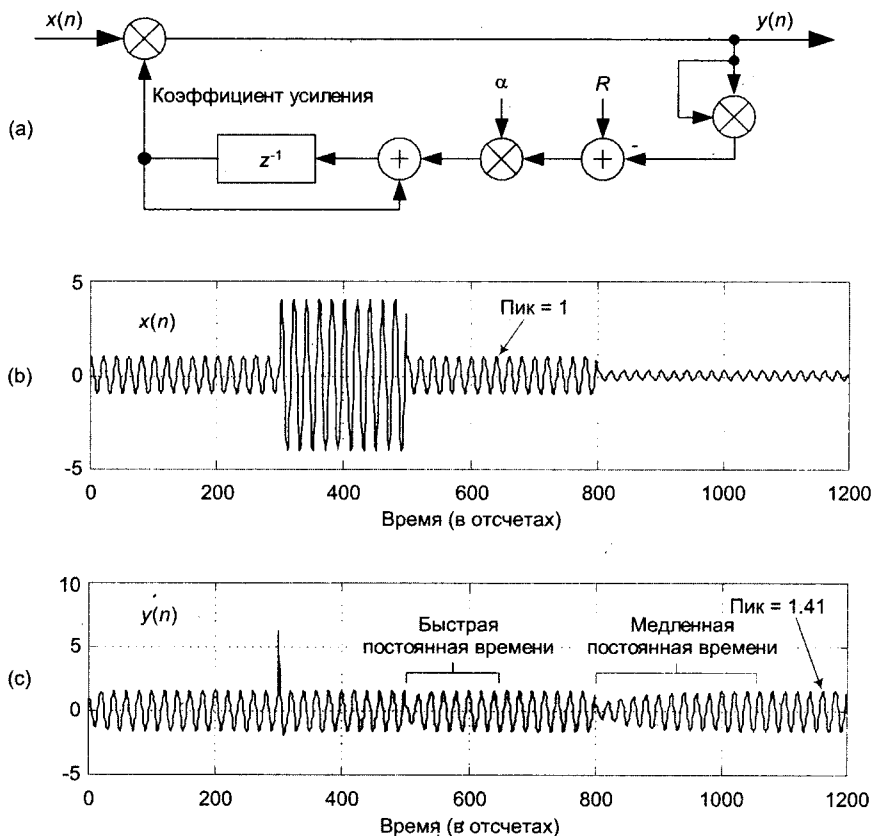 x(n)
y(n)
Коэффициент усиления
α
R
(a)
z⁻¹
+
+
-
5
x(n)
Пик = 1
(b)
0
-5
0
200
400
600
800
1000
1200
Время (в отсчетах)
10
y(n)
Пик = 1.41
Быстрая
постоянная времени
Медленная
постоянная времени
5
(c)
0
-5
0
200
400
600
800
1000
1200
Время (в отсчетах)